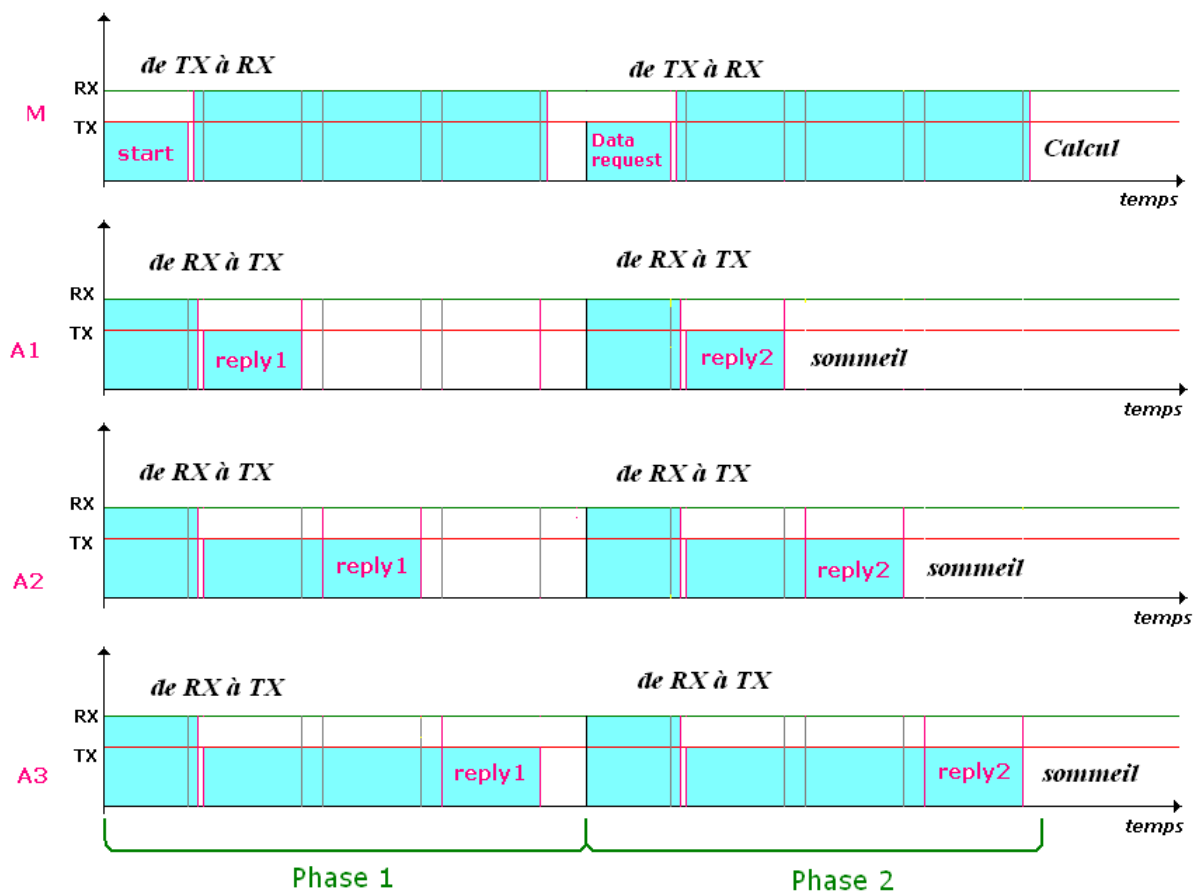 de TX à RX
de TX à RX
RX
M
TX
start
Data
request
Calcul
temps
de RX à TX
de RX à TX
RX
TX
A1
reply1
reply2
sommeil
temps
de RX à TX
de RX à TX
RX
TX
A2
reply1
reply2
sommeil
temps
de RX à TX
de RX à TX
RX
TX
A3
reply1
reply2
sommeil
temps
Phase 1
Phase 2